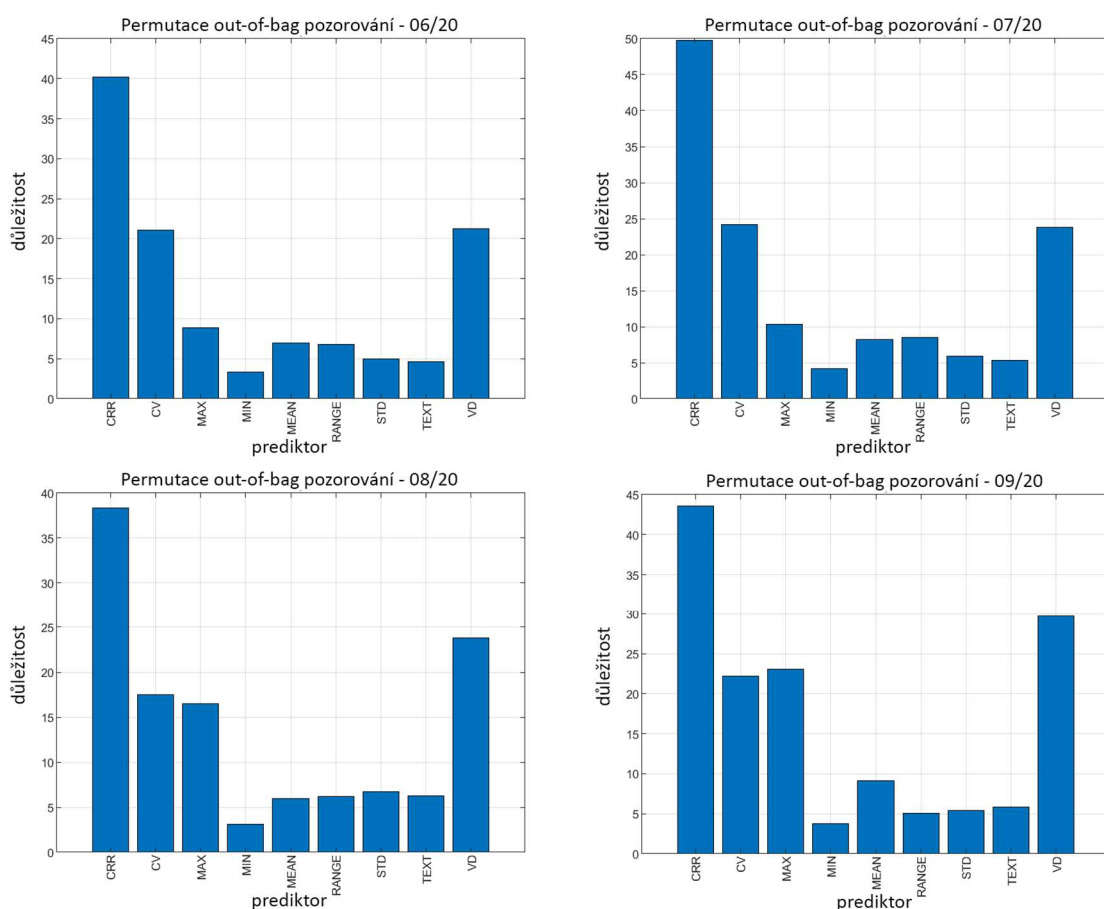 Permutace out-of-bag pozorování - 06/20
45
40
35
30
25
20
15
10
5
0
důležitost
CRR
CV
MAX
MIN
MEAN
RANGE
STD
TEXT
VD
prediktor
Permutace out-of-bag pozorování - 07/20
50
45
40
35
30
25
20
15
10
5
0
důležitost
CRR
CV
MAX
MIN
MEAN
RANGE
STD
TEXT
VD
prediktor
Permutace out-of-bag pozorování - 08/20
40
35
30
25
20
15
10
5
0
důležitost
CRR
CV
MAX
MIN
MEAN
RANGE
STD
TEXT
VD
prediktor
Permutace out-of-bag pozorování - 09/20
45
40
35
30
25
20
15
10
5
0
důležitost
CRR
CV
MAX
MIN
MEAN
RANGE
STD
TEXT
VD
prediktor